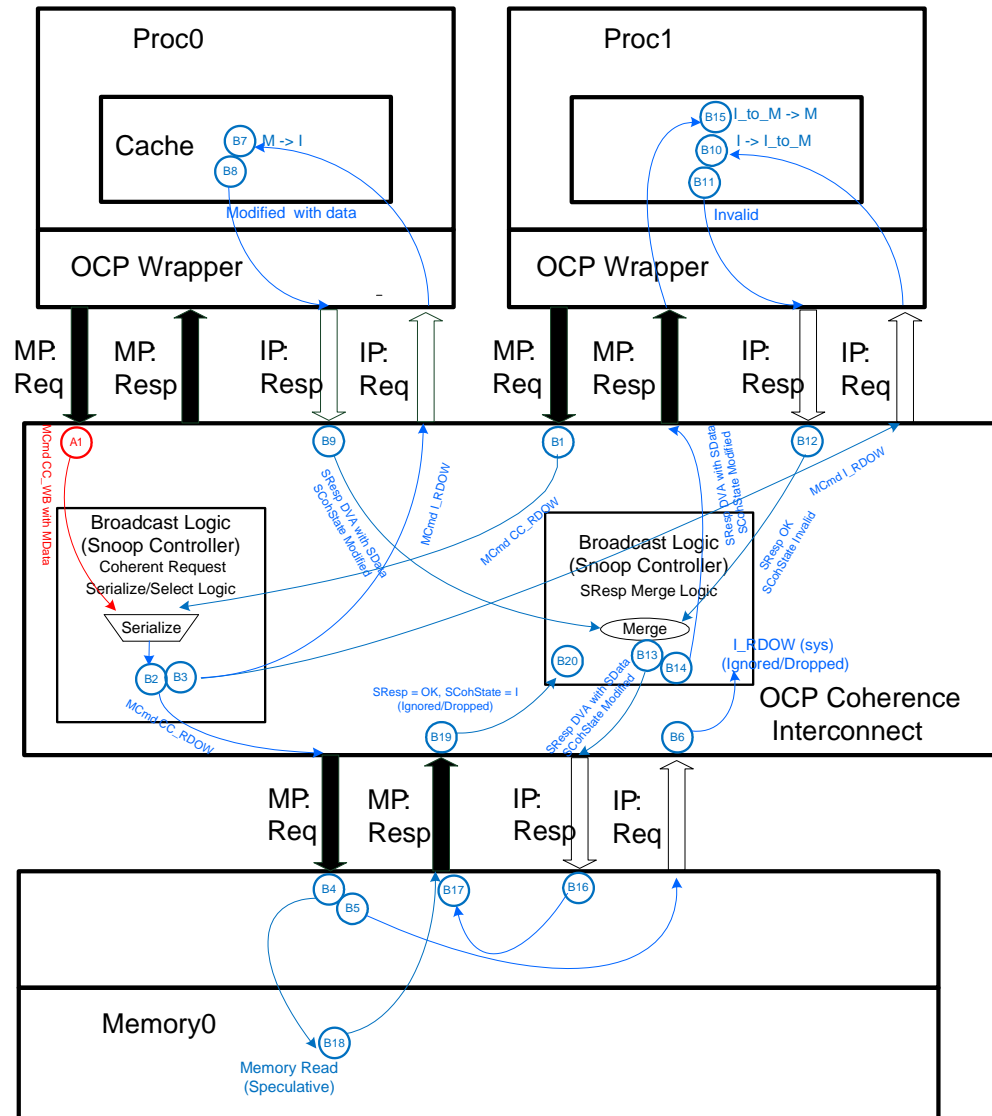 Proc0
Proc1
Cache
B7
M -> I
B8
Modified with data
B15
I_to_M -> M
B10
I -> I_to_M
B11
Invalid
OCP Wrapper
OCP Wrapper
MP:
Req
MP:
Resp
IP:
Resp
IP:
Req
MP:
Req
MP:
Resp
IP:
Resp
IP:
Req
A1
B9
B1
B12
MCmd CC_WB with MData
SResp DVA with SData
SCohState Modified
MCmd I_RDOW
MCmd CC_RDOW
SResp DVA with SData
SCohState Modified
SResp OK
SCohState Invalid
MCmd I_RDOW
Broadcast Logic
(Snoop Controller)
Coherent Request
Serialize/Select Logic
Serialize
B2
B3
MCmd CC_RDOW
Broadcast Logic
(Snoop Controller)
SResp Merge Logic
Merge
B20
B13
B14
SResp = OK, SCohState = I
(Ignored/Dropped)
B19
SResp DVA with SData
SCohState Modified
I_RDOW (sys)
(Ignored/Dropped)
B6
OCP Coherence
Interconnect
MP:
Req
MP:
Resp
IP:
Resp
IP:
Req
B4
B5
B17
B16
Memory0
B18
Memory Read
(Speculative)